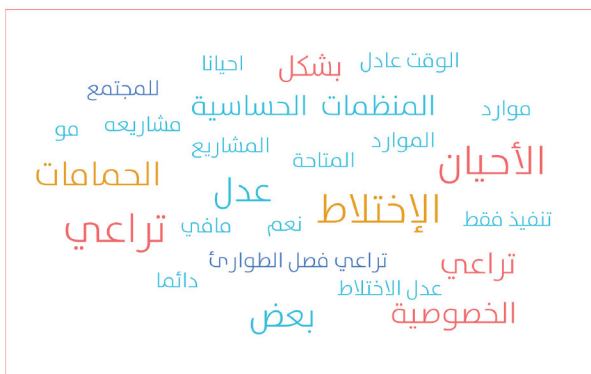 احيانا بشكل الوقت عادل
للمجتمع المنظمات الحساسية موارد
مو مشاريعه المشاريع المتاحة الموارد الأحيان
الحمامات عدل الإختلاط تنفيذ فقط
تراعي مافي نعم
تراعي فصل الطوارئ تراعي
دائما عدل الاختلاط
بعض الخصوصية